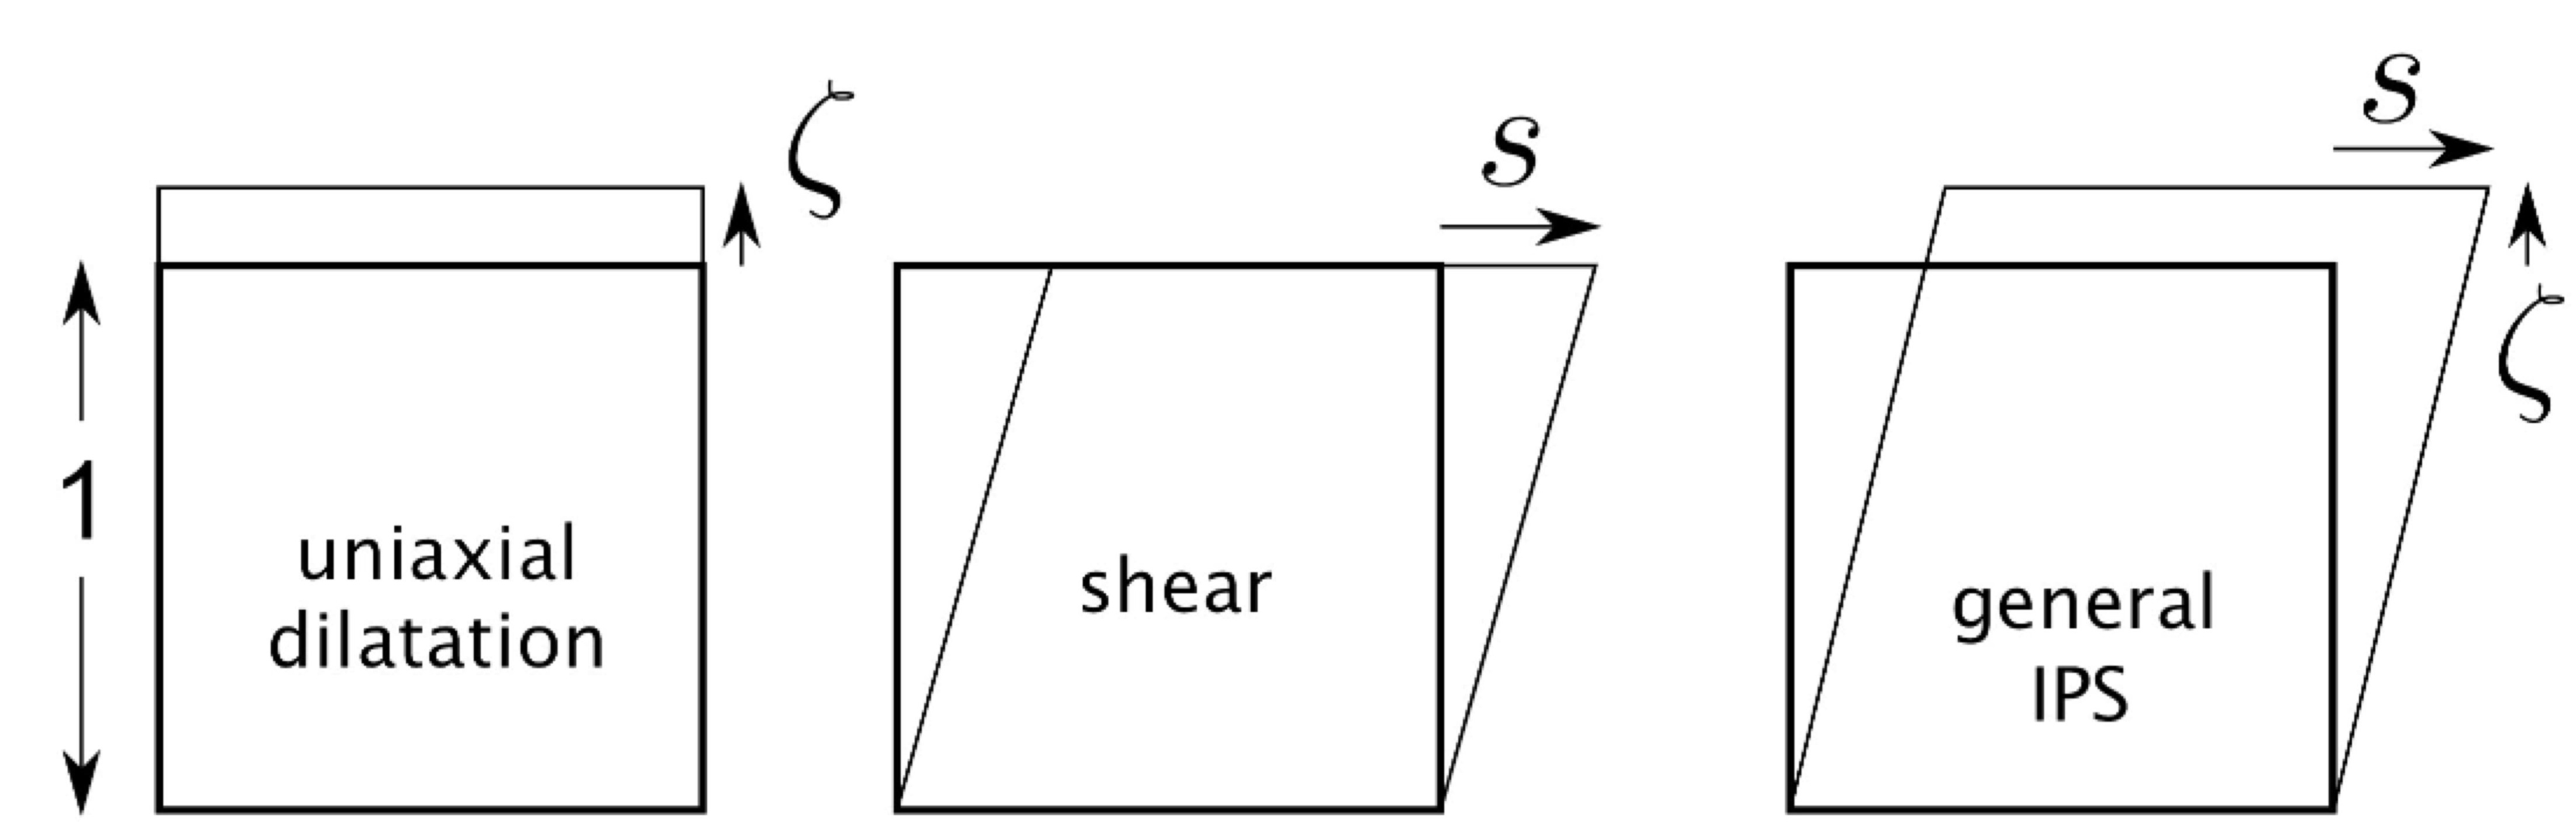 ζ
1
uniaxial
dilatation
s
shear
s
ζ
general
IPS